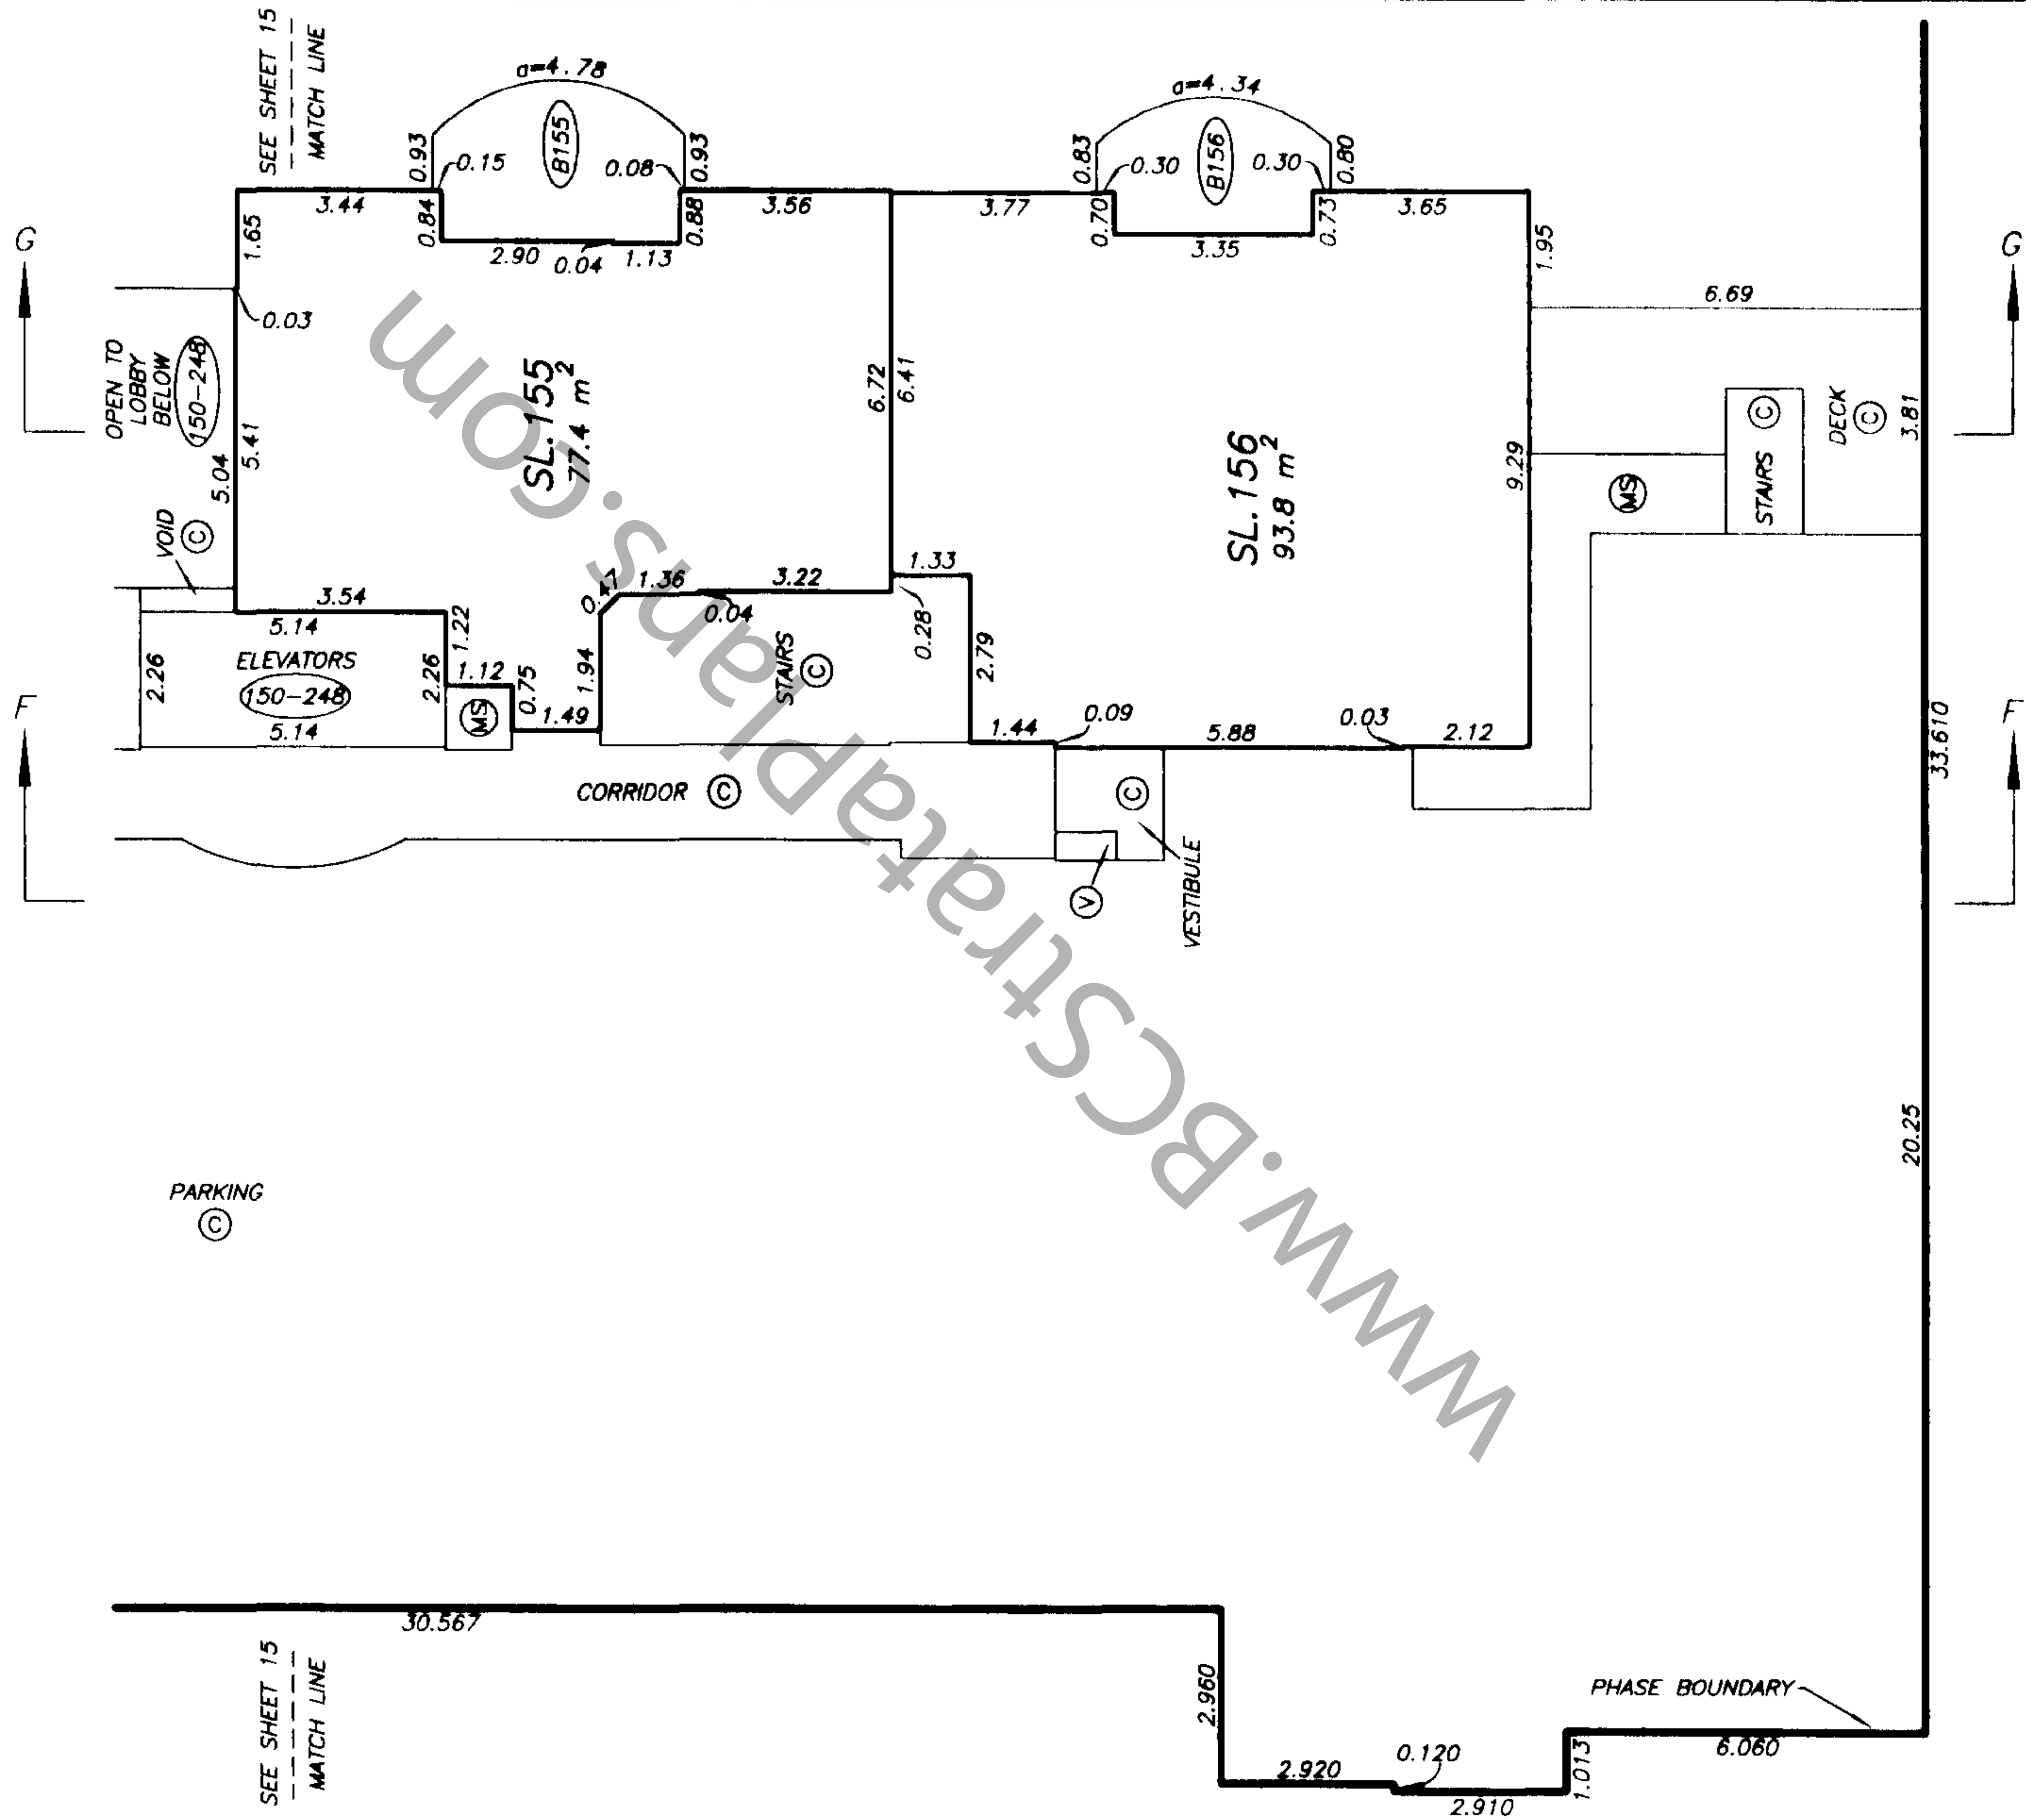 SEE SHEET 15
MATCH LINE
a=4.78
a=4.34
0.93
0.15
B155
0.08
0.93
0.83
0.30
B156
0.30
0.80
3.44
0.84
0.88
3.56
3.77
0.70
0.73
3.65
1.65
2.90
0.04
1.13
3.35
1.95
G
G
6.69
0.03
OPEN TO
LOBBY
BELOW
150-248
5.41
5.04
SL.155
77.4 m2
6.72
6.41
SL.156
93.8 m2
9.29
MS
STAIRS C
DECK
C
3.81
VOID
C
3.54
5.14
1.22
0.47
1.36
3.22
0.04
1.33
0.28
2.79
2.26
ELEVATORS
150-248
5.14
2.26
1.12
MS
0.75
1.49
1.94
STAIRS
C
1.44
0.09
5.88
0.03
2.12
F
F
33.610
CORRIDOR C
C
V
VESTIBULE
20.25
PARKING
C
www.BCStrataplans.com
30.567
SEE SHEET 15
MATCH LINE
2.960
2.920
0.120
2.910
1.013
PHASE BOUNDARY
6.060